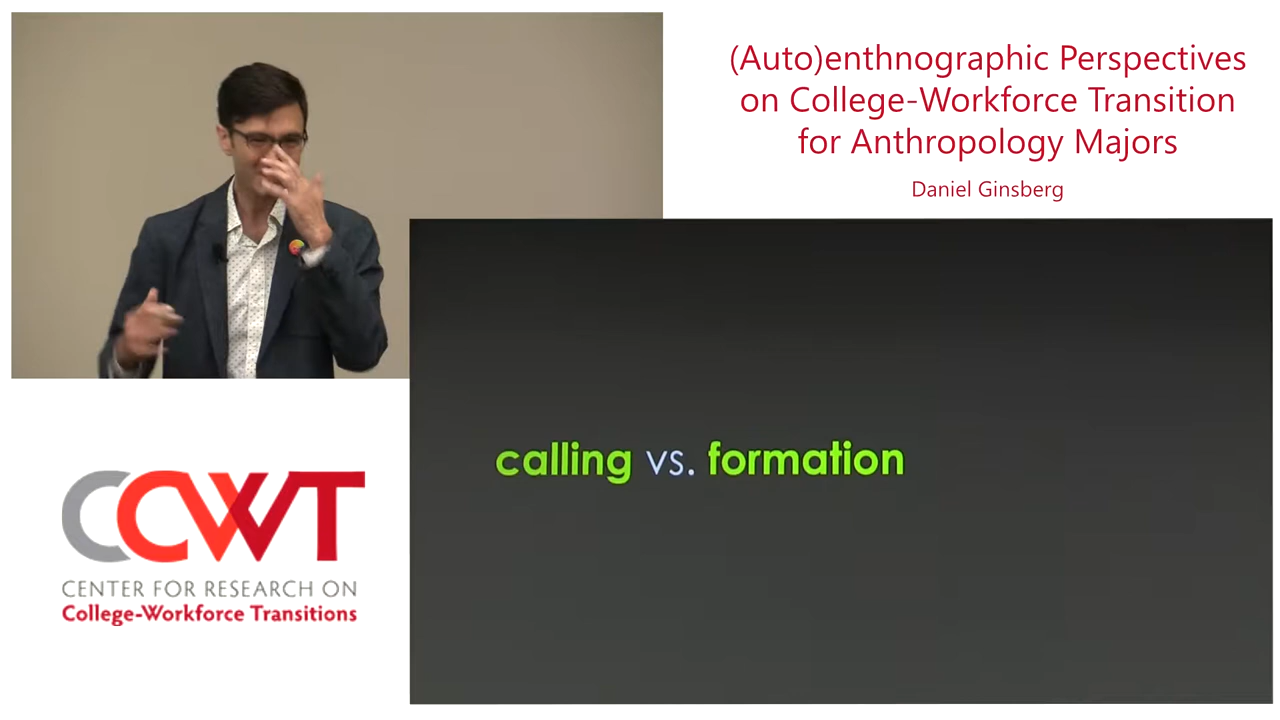 (Auto)enthnographic Perspectives
on College-Workforce Transition
for Anthropology Majors
Daniel Ginsberg
calling vs. formation
CCWT
CENTER FOR RESEARCH ON
College-Workforce Transitions